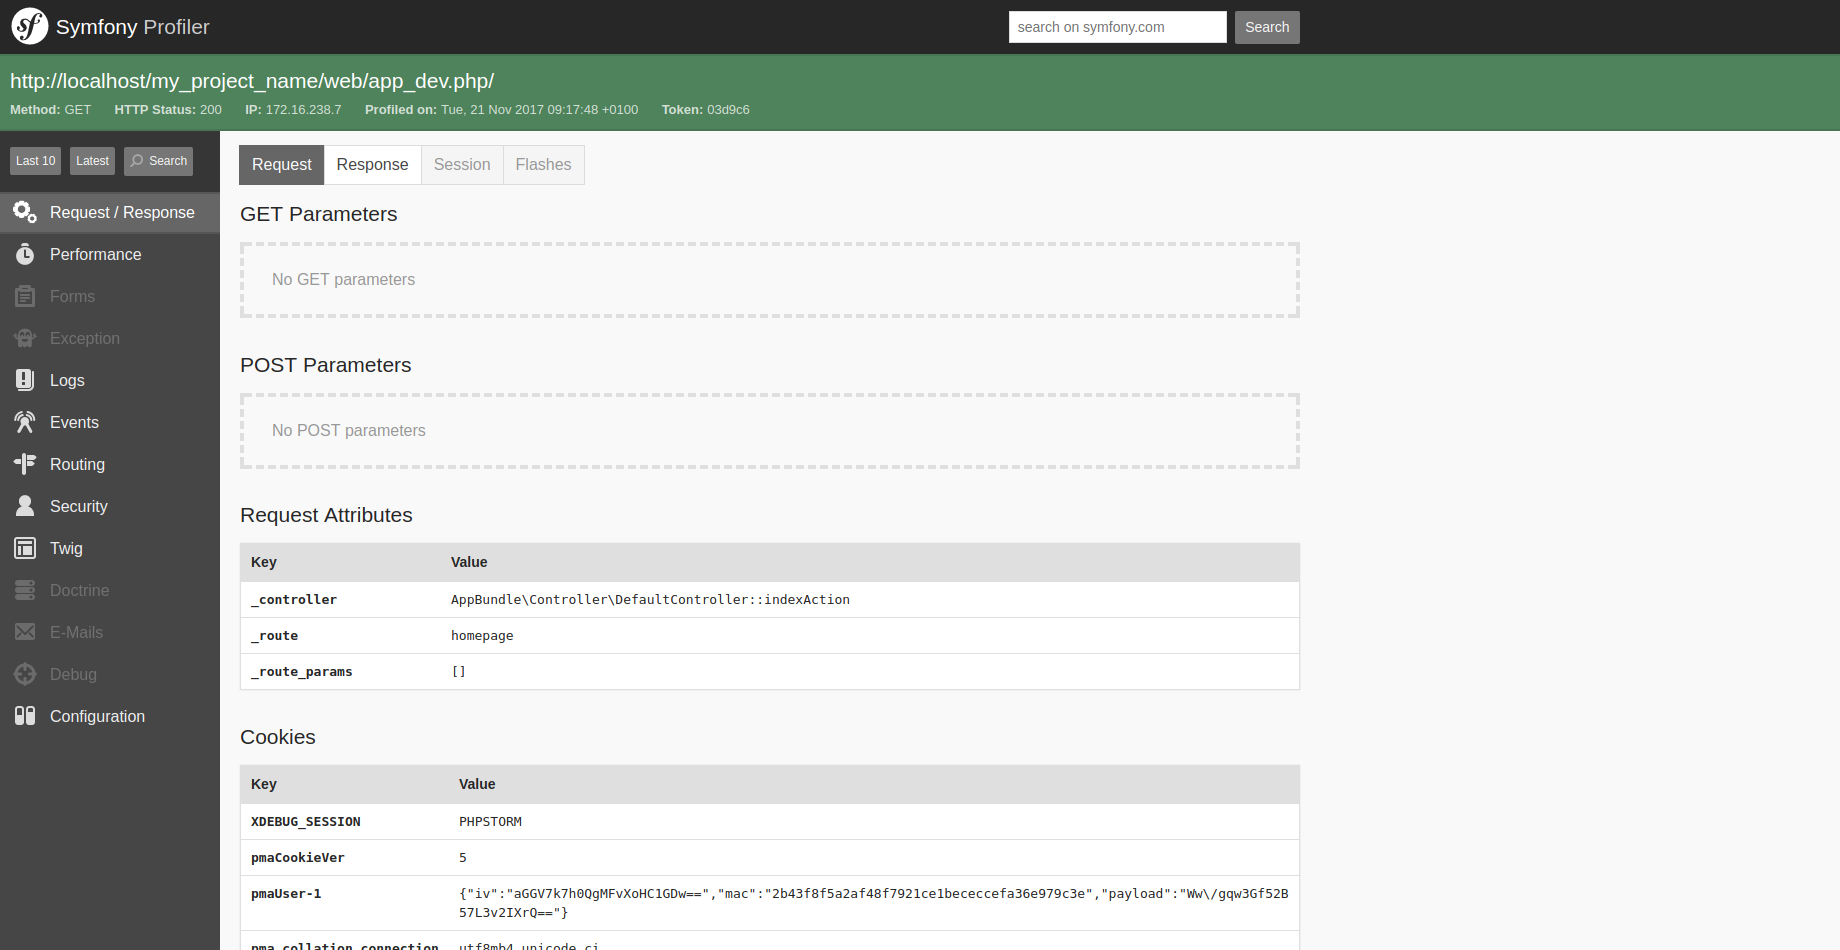 Symfony Profiler
search on symfony.com Search
http://localhost/my_project_name/web/app_dev.php/
Method: GET HTTP Status: 200 IP: 172.16.238.7 Profiled on: Tue, 21 Nov 2017 09:17:48 +0100 Token: 03d9c6
Last 10 Latest Search
Request / Response
Performance
Forms
Exception
Logs
Events
Routing
Security
Twig
Doctrine
E-Mails
Debug
Configuration
Request Response Session Flashes
GET Parameters
No GET parameters
POST Parameters
No POST parameters
Request Attributes
Key Value
_controller AppBundle\Controller\DefaultController::indexAction
_route homepage
_route_params []
Cookies
Key Value
XDEBUG_SESSION PHPSTORM
pmaCookieVer 5
pmaUser-1 {"iv":"aGGV7k7h0QgMFvXoHC1GDw==","mac":"2b43f8f5a2af48f7921ce1bececcefa36e979c3e","payload":"Ww\/gqw3Gf52B
57L3v2IXrQ=="}
pma_collation_connection utf8mb4_unicode_ci